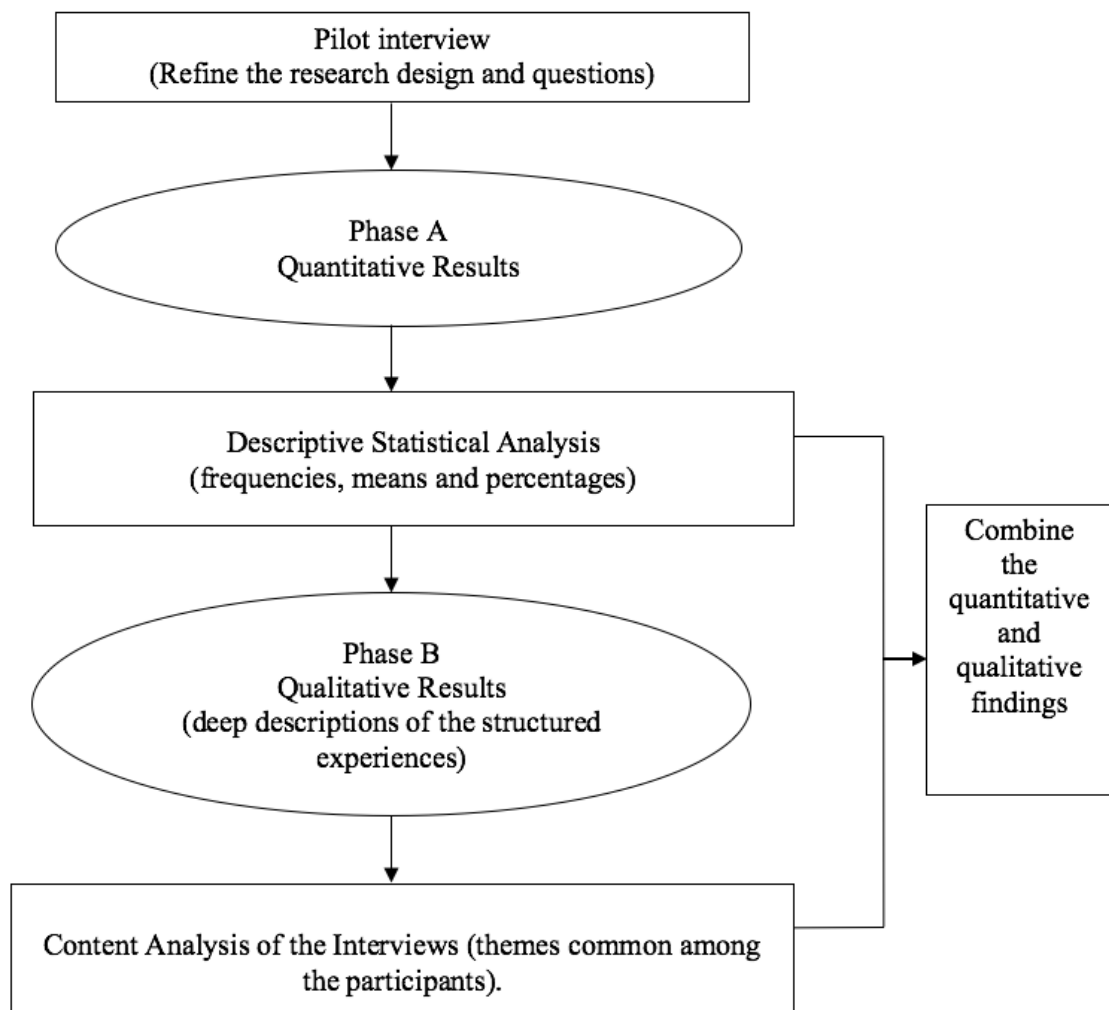 Pilot interview
(Refine the research design and questions)
Phase A
Quantitative Results
Descriptive Statistical Analysis
(frequencies, means and percentages)
Phase B
Qualitative Results
(deep descriptions of the structured
experiences)
Content Analysis of the Interviews (themes common among
the participants).
Combine
the
quantitative
and
qualitative
findings